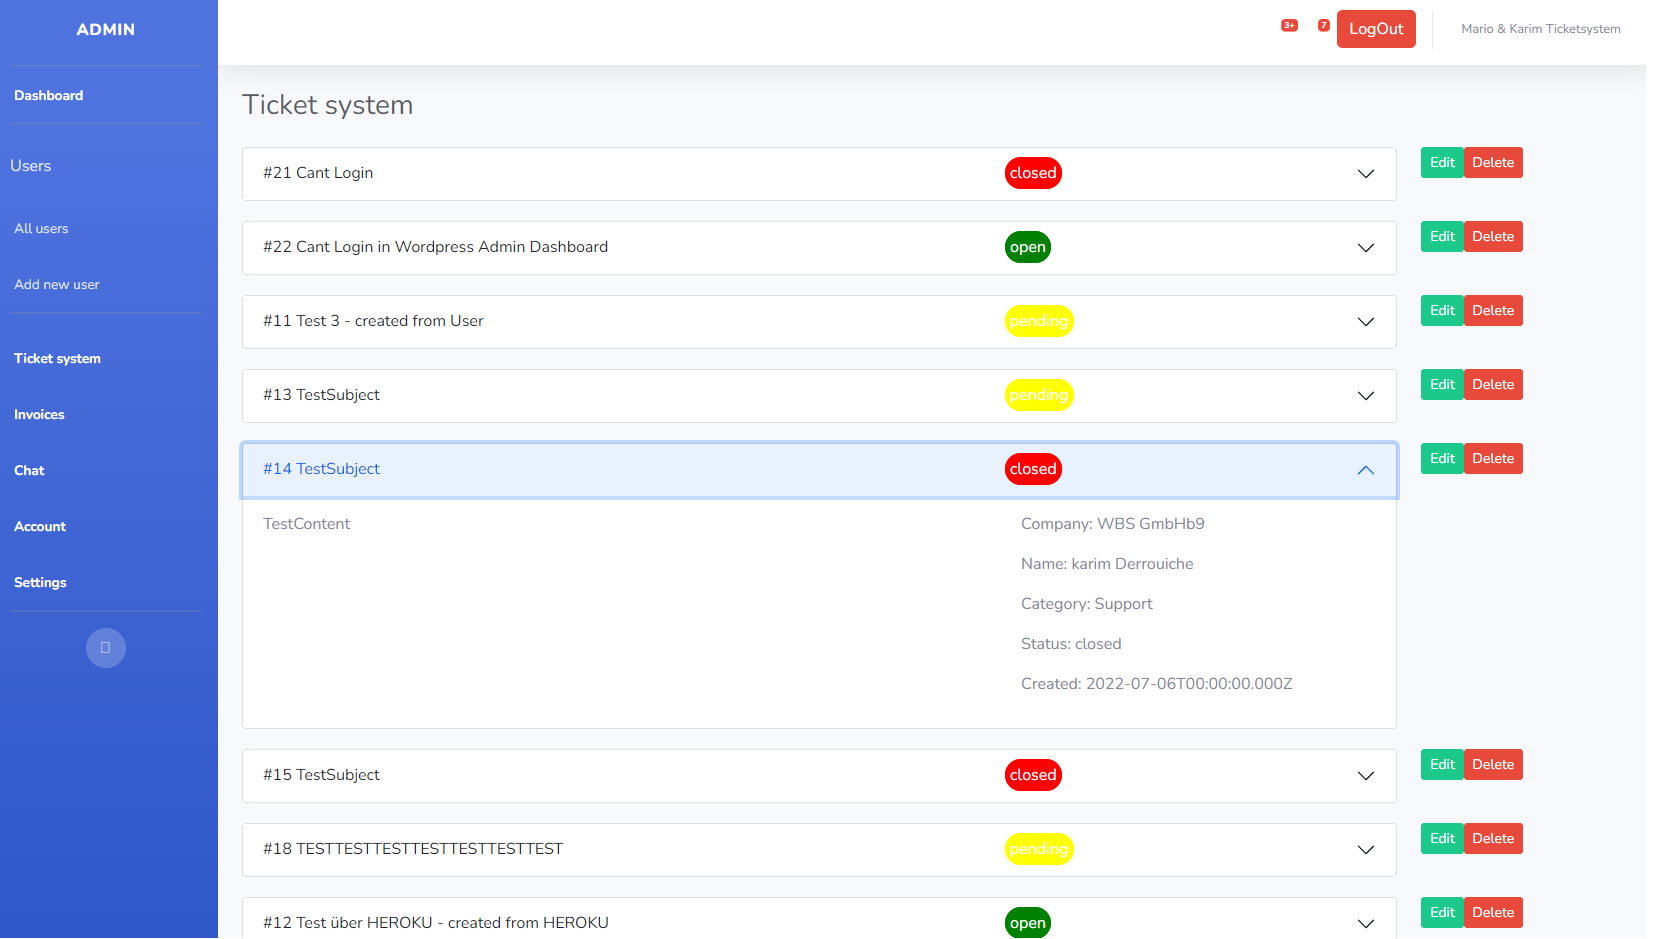 ADMIN
Dashboard
Users
All users
Add new user
Ticket system
Invoices
Chat
Account
Settings
3+
7
LogOut
Mario & Karim Ticketsystem
Ticket system
#21 Cant Login closed Edit Delete
#22 Cant Login in Wordpress Admin Dashboard open Edit Delete
#11 Test 3 - created from User pending Edit Delete
#13 TestSubject pending Edit Delete
#14 TestSubject closed Edit Delete
TestContent
Company: WBS GmbHb9
Name: karim Derrouiche
Category: Support
Status: closed
Created: 2022-07-06T00:00:00.000Z
#15 TestSubject closed Edit Delete
#18 TESTTESTTESTTESTTESTTESTTEST pending Edit Delete
#12 Test über HEROKU - created from HEROKU open Edit Delete